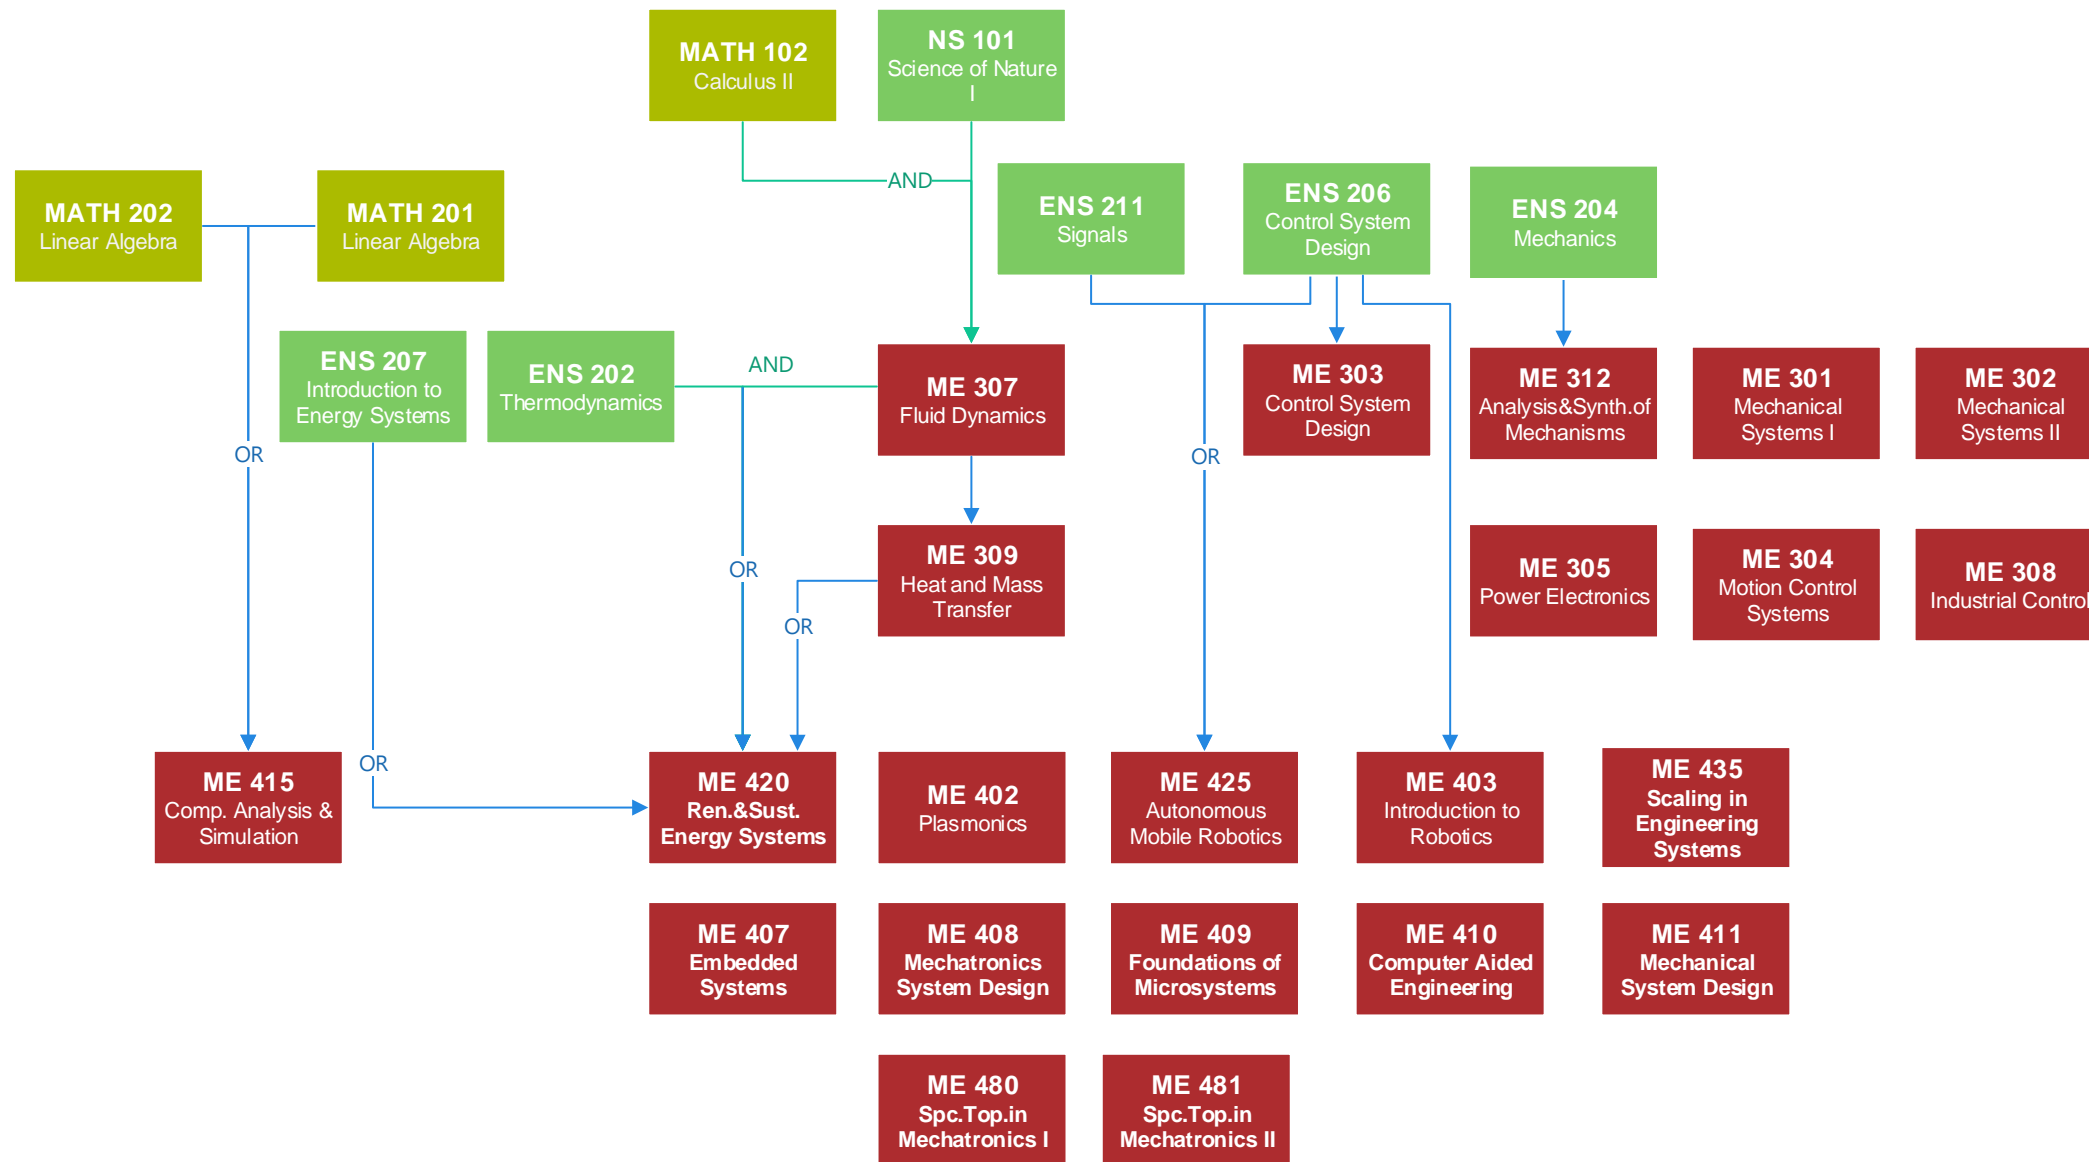 MATH 102
Calculus II
NS 101
Science of Nature
I
AND
MATH 202
Linear Algebra
MATH 201
Linear Algebra
ENS 211
Signals
ENS 206
Control System
Design
ENS 204
Mechanics
ENS 207
Introduction to
Energy Systems
ENS 202
Thermodynamics
AND
ME 307
Fluid Dynamics
ME 303
Control System
Design
ME 312
Analysis&Synth.of
Mechanisms
ME 301
Mechanical
Systems I
ME 302
Mechanical
Systems II
OR
OR
OR
ME 309
Heat and Mass
Transfer
OR
ME 305
Power Electronics
ME 304
Motion Control
Systems
ME 308
Industrial Control
OR
ME 415
Comp. Analysis &
Simulation
ME 420
Ren.&Sust.
Energy Systems
ME 402
Plasmonics
ME 425
Autonomous
Mobile Robotics
ME 403
Introduction to
Robotics
ME 435
Scaling in
Engineering
Systems
ME 407
Embedded
Systems
ME 408
Mechatronics
System Design
ME 409
Foundations of
Microsystems
ME 410
Computer Aided
Engineering
ME 411
Mechanical
System Design
ME 480
Spc.Top.in
Mechatronics I
ME 481
Spc.Top.in
Mechatronics II